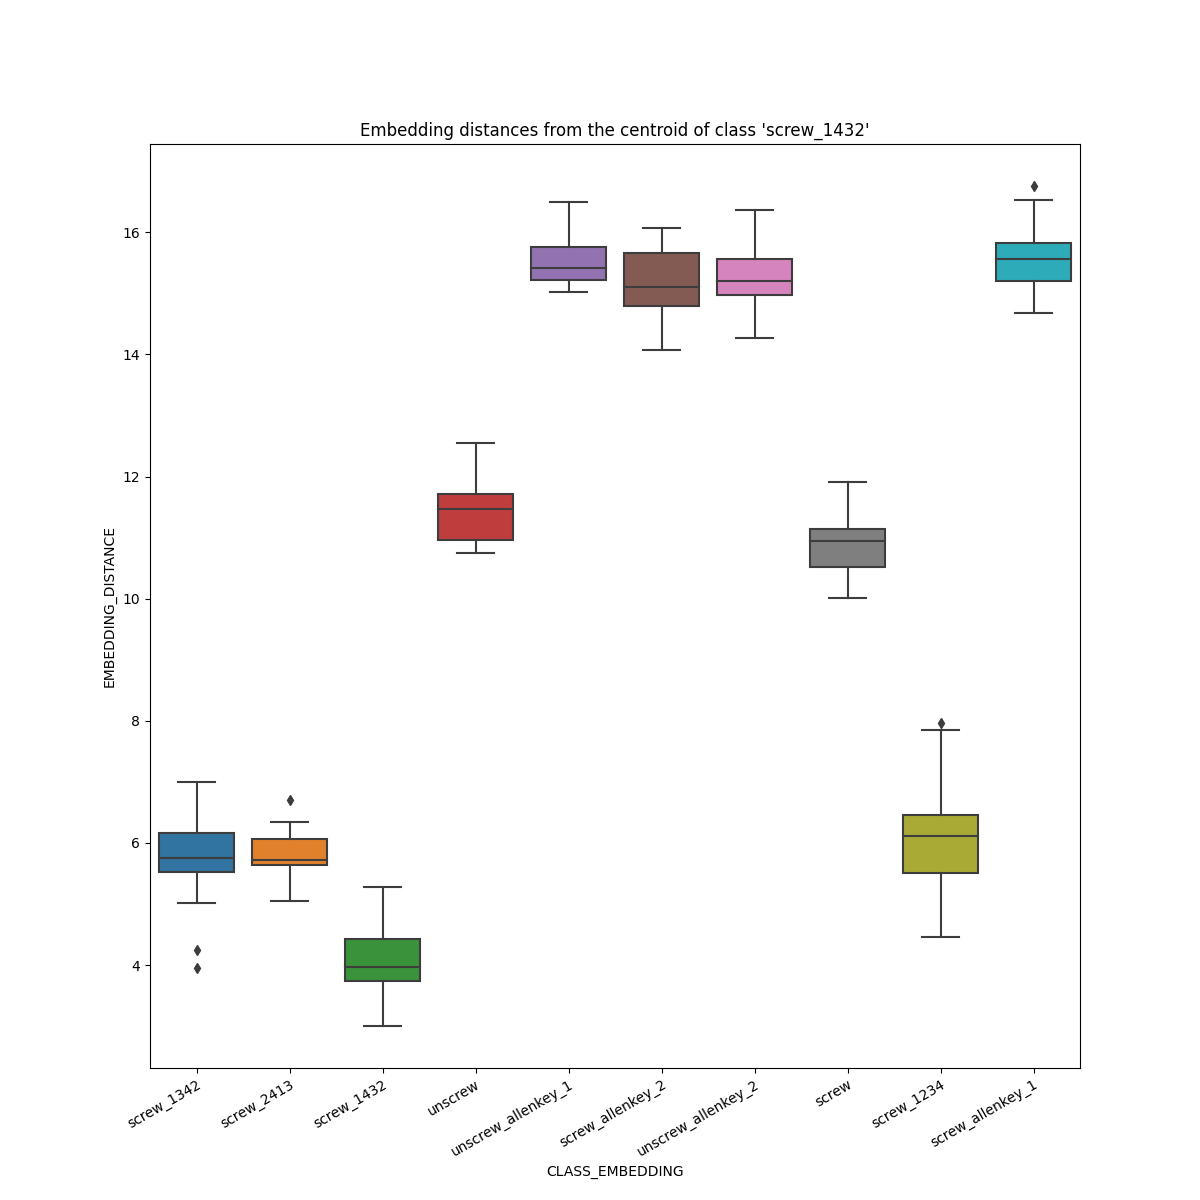 Embedding distances from the centroid of class 'screw_1432'
EMBEDDING_DISTANCE
16
14
12
10
8
6
4
screw_1342
screw_2413
screw_1432
unscrew
unscrew_allenkey_1
screw_allenkey_2
unscrew_allenkey_2
screw
screw_1234
screw_allenkey_1
CLASS_EMBEDDING